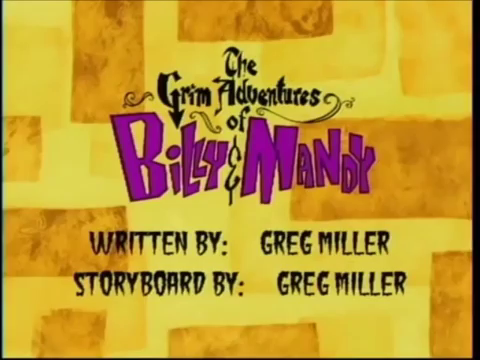 The
Grim Adventures
of
Billy & Mandy
WRITTEN BY: GREG MILLER
STORYBOARD BY: GREG MILLER